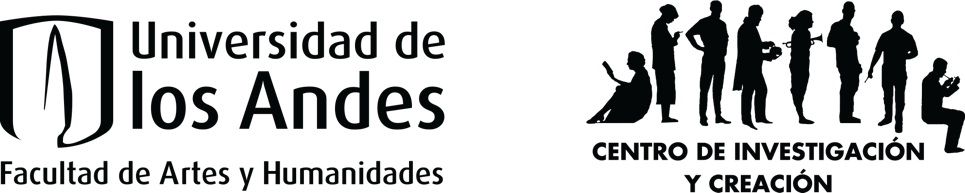 Universidad de
los Andes
Facultad de Artes y Humanidades
CENTRO DE INVESTIGACIÓN
Y CREACIÓN